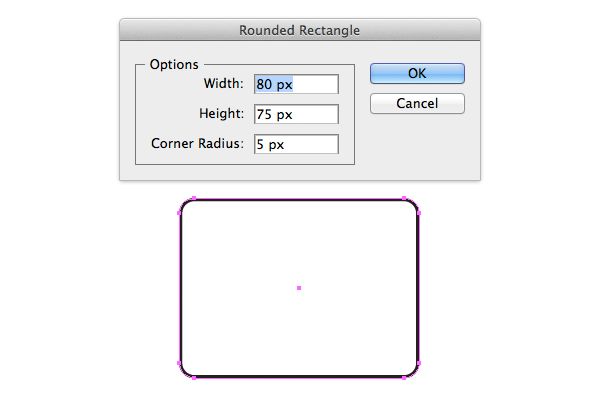 Rounded Rectangle
Options
Width: 80 px
Height: 75 px
Corner Radius: 5 px
OK
Cancel